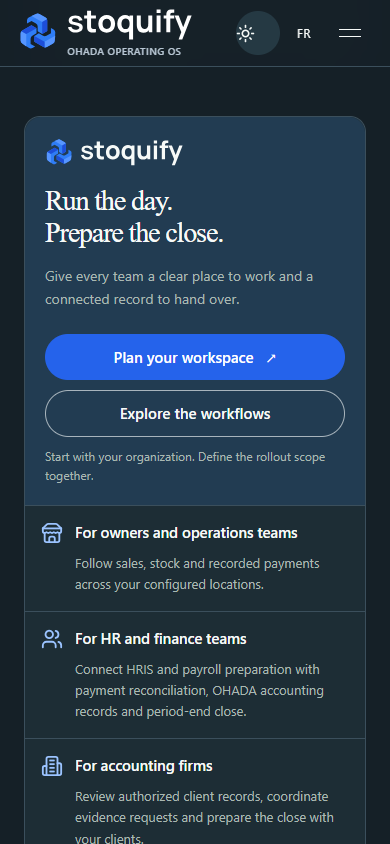 stoquify
OHADA OPERATING OS
FR
stoquify
Run the day.
Prepare the close.
Give every team a clear place to work and a
connected record to hand over.
Plan your workspace ↗
Explore the workflows
Start with your organization. Define the rollout scope
together.
For owners and operations teams
Follow sales, stock and recorded payments
across your configured locations.
For HR and finance teams
Connect HRIS and payroll preparation with
payment reconciliation, OHADA accounting
records and period-end close.
For accounting firms
Review authorized client records, coordinate
evidence requests and prepare the close with
your clients.